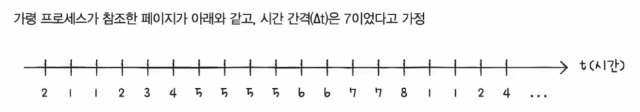 가령 프로세스가 참조한 페이지가 아래와 같고, 시간 간격(Δt)은 7이었다고 가정
t(시간)
2 1 1 2 3 4 5 5 5 5 6 6 7 7 8 1 1 2 4 ...